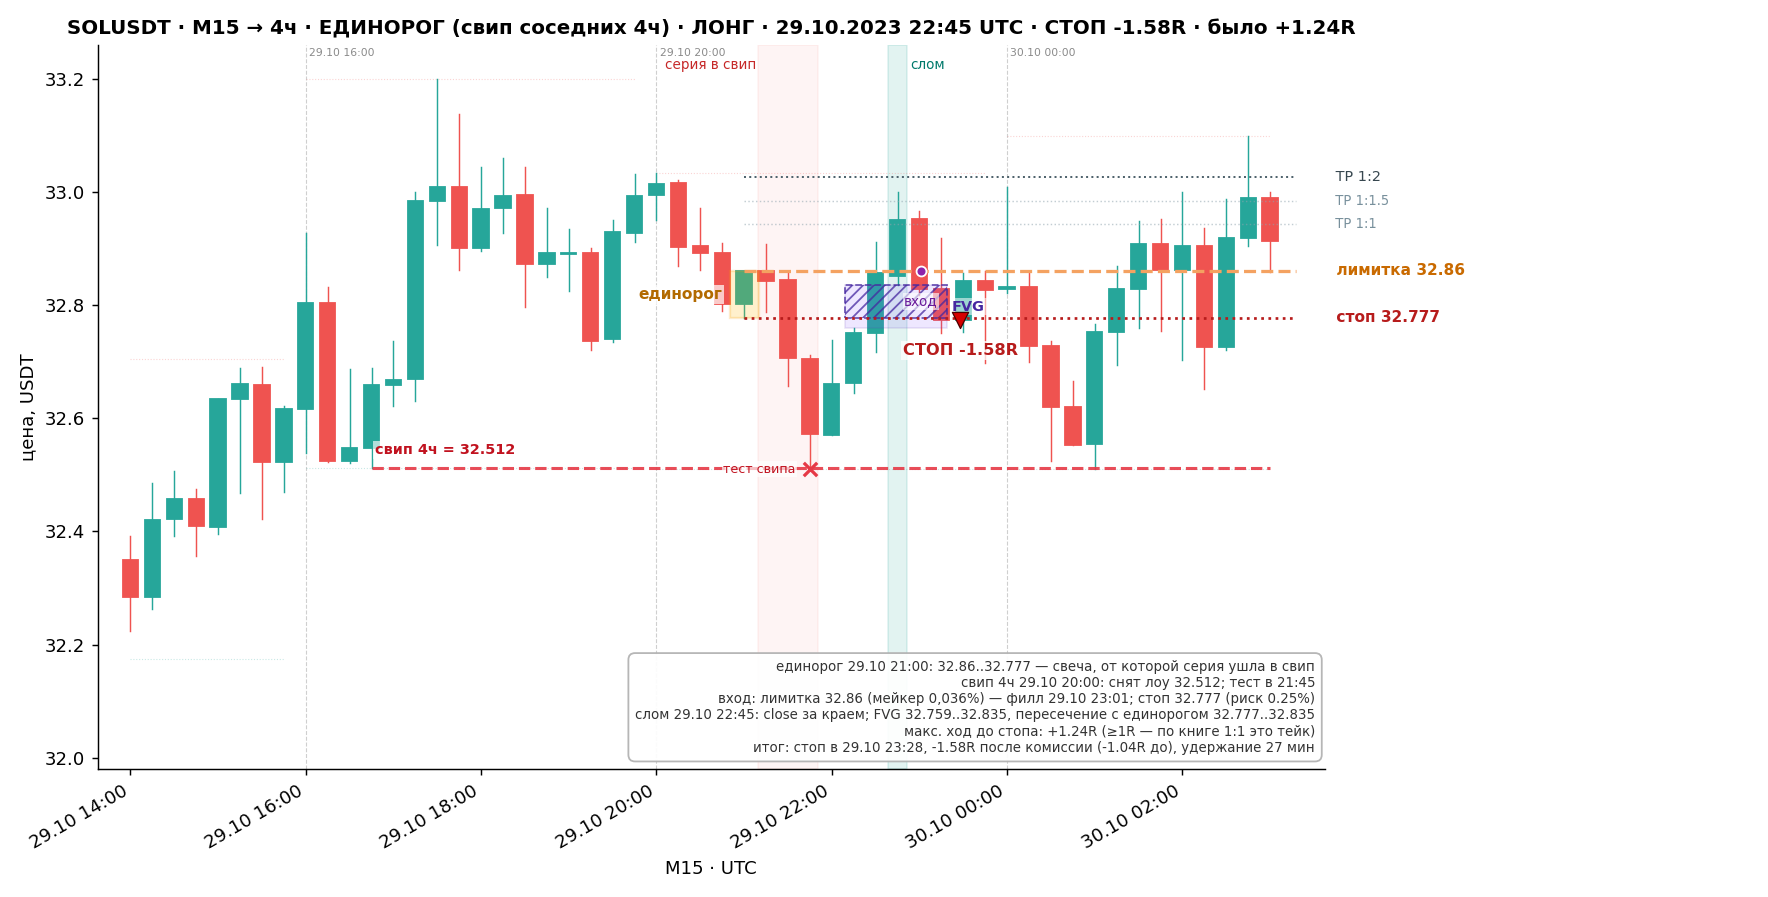 SOLUSDT · M15 → 4ч · ЕДИНОРОГ (свип соседних 4ч) · ЛОНГ · 29.10.2023 22:45 UTC · СТОП -1.58R · было +1.24R
29.10 16:00
29.10 20:00
30.10 00:00
серия в свип
слом
33.2
33.0
32.8
32.6
32.4
32.2
32.0
цена, USDT
TP 1:2
TP 1:1.5
TP 1:1
лимитка 32.86
стоп 32.777
единорог
вход
FVG
СТОП -1.58R
свип 4ч = 32.512
тест свипа
единорог 29.10 21:00: 32.86..32.777 — свеча, от которой серия ушла в свип
свип 4ч 29.10 20:00: снят лоу 32.512; тест в 21:45
вход: лимитка 32.86 (мейкер 0,036%) — филл 29.10 23:01; стоп 32.777 (риск 0.25%)
слом 29.10 22:45: close за краем; FVG 32.759..32.835, пересечение с единорогом 32.777..32.835
макс. ход до стопа: +1.24R (≥1R — по книге 1:1 это тейк)
итог: стоп в 29.10 23:28, -1.58R после комиссии (-1.04R до), удержание 27 мин
29.10 14:00
29.10 16:00
29.10 18:00
29.10 20:00
29.10 22:00
30.10 00:00
30.10 02:00
M15 · UTC